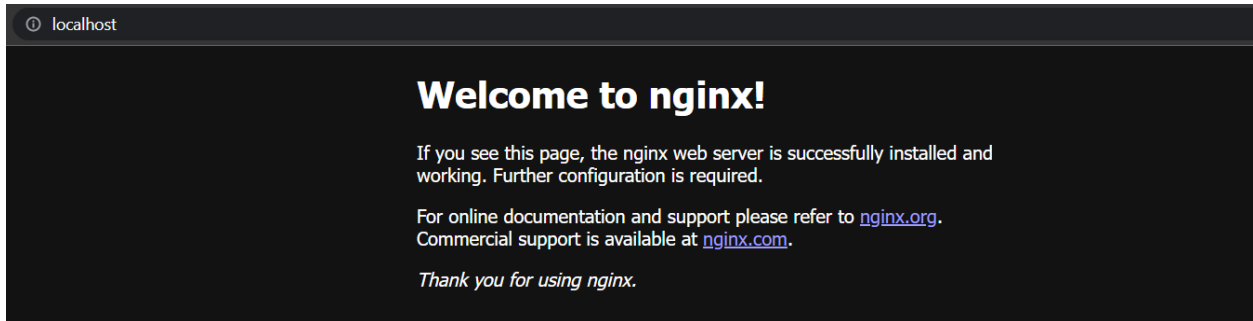 localhost
Welcome to nginx!
If you see this page, the nginx web server is successfully installed and
working. Further configuration is required.
For online documentation and support please refer to nginx.org.
Commercial support is available at nginx.com.
Thank you for using nginx.